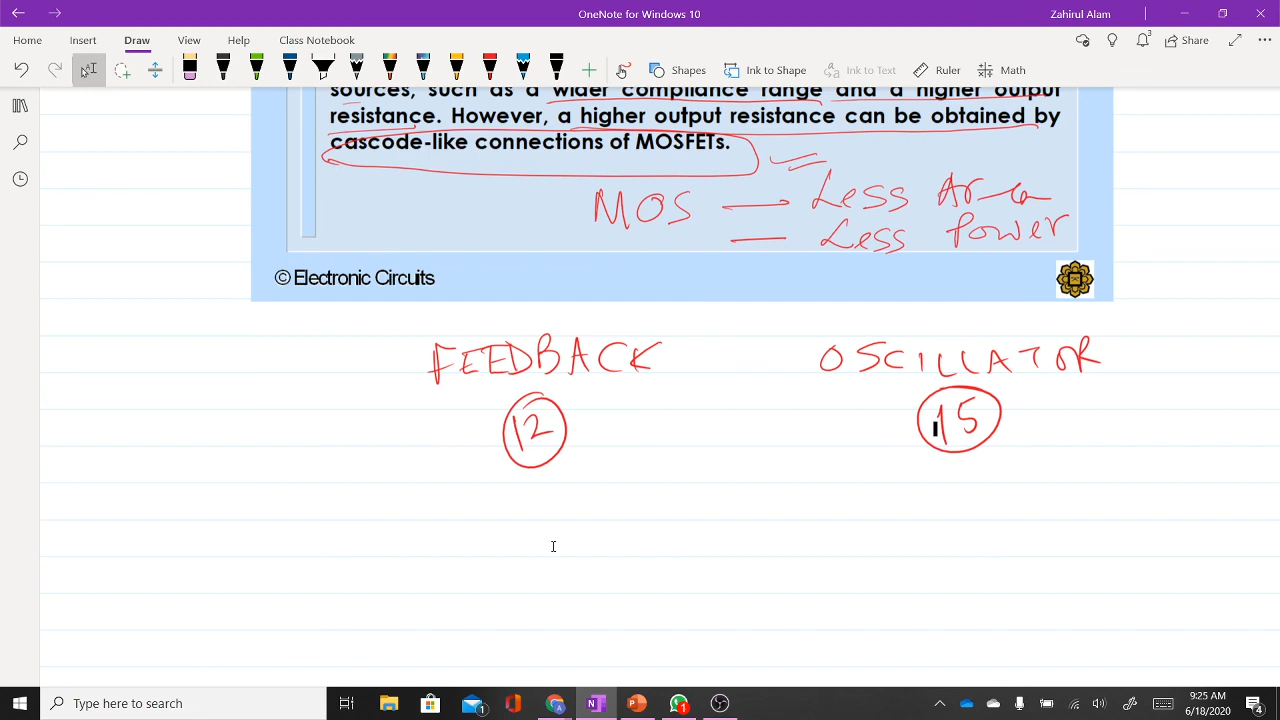 OneNote for Windows 10
Zahirul Alam
Home Insert Draw View Help Class Notebook
Share
Shapes Ink to Shape Ink to Text Ruler Math
sources, such as a wider compliance range and a higher output
resistance. However, a higher output resistance can be obtained by
cascode-like connections of MOSFETs.
MOS — Less Area
— Less Power
© Electronic Circuits
FEEDBACK OSCILLATOR
12 15
Type here to search
9:25 AM
6/18/2020